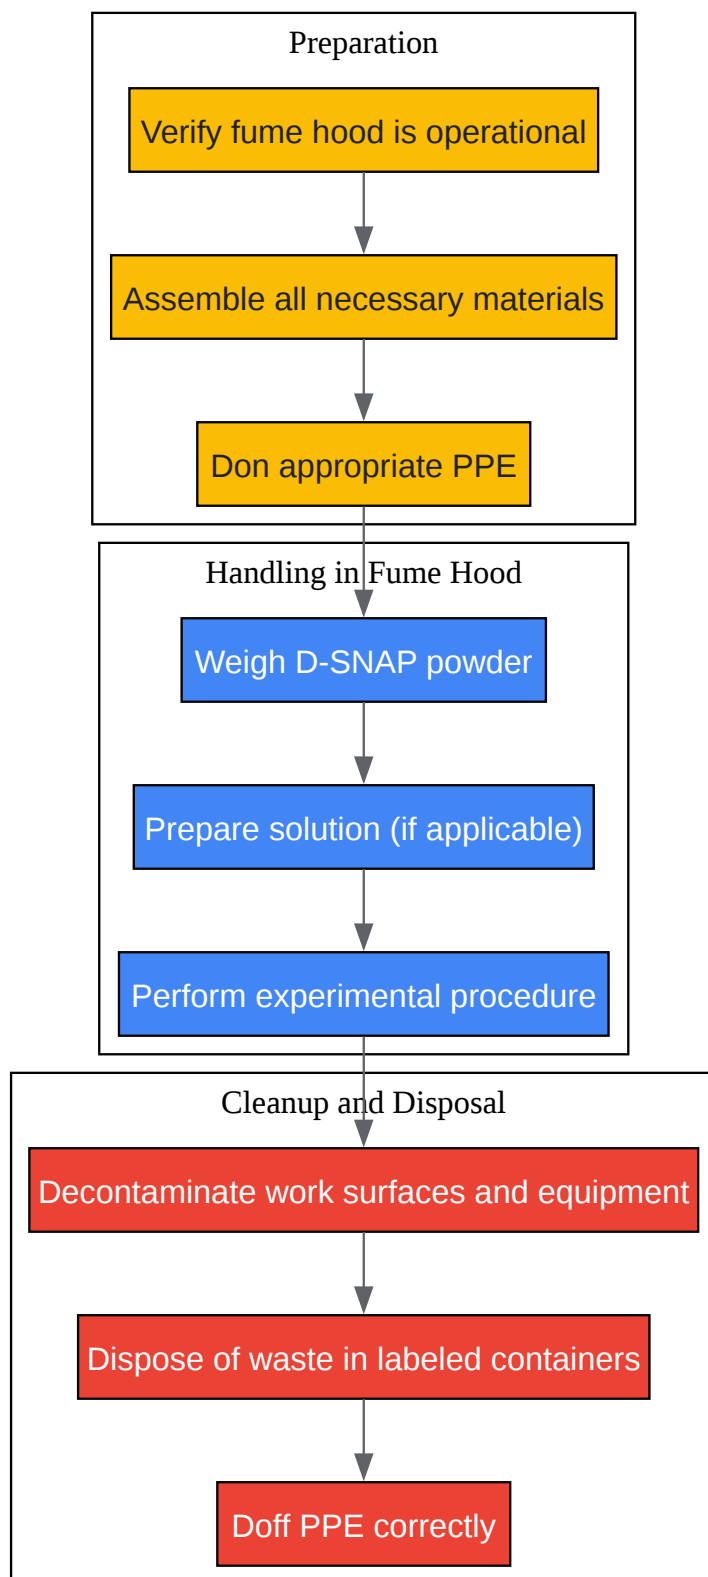 Preparation
Verify fume hood is operational
Assemble all necessary materials
Don appropriate PPE
Handling in Fume Hood
Weigh D-SNAP powder
Prepare solution (if applicable)
Perform experimental procedure
Cleanup and Disposal
Decontaminate work surfaces and equipment
Dispose of waste in labeled containers
Doff PPE correctly